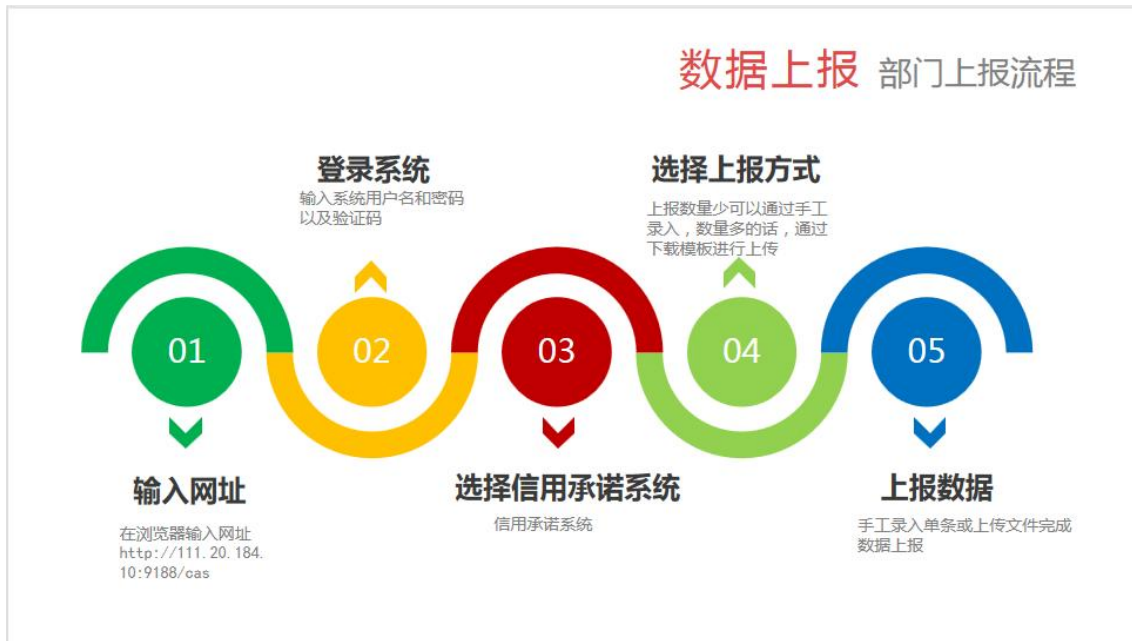 数据上报 部门上报流程
登录系统
输入系统用户名和密码
以及验证码
选择上报方式
上报数量少可以通过手工
录入，数量多的话，通过
下载模板进行上传
01
02
03
04
05
输入网址
在浏览器输入网址
http://111.20.184.
10:9188/cas
选择信用承诺系统
信用承诺系统
上报数据
手工录入单条或上传文件完成
数据上报